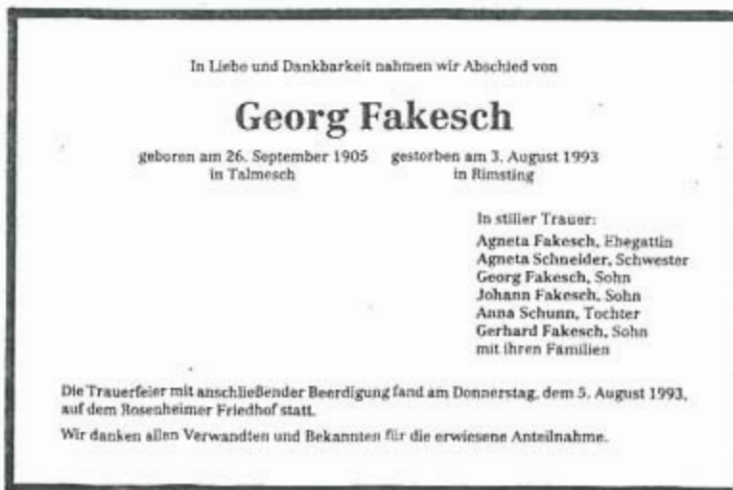 In Liebe und Dankbarkeit nahmen wir Abschied von
Georg Fakesch
geboren am 26. September 1905 gestorben am 3. August 1993
in Talmesch in Rimsting
In stiller Trauer:
Agneta Fakesch, Ehegattin
Agneta Schneider, Schwester
Georg Fakesch, Sohn
Johann Fakesch, Sohn
Anna Schunn, Tochter
Gerhard Fakesch, Sohn
mit ihren Familien
Die Trauerfeier mit anschließender Beerdigung fand am Donnerstag, dem 5. August 1993,
auf dem Rosenheimer Friedhof statt.
Wir danken allen Verwandten und Bekannten für die erwiesene Anteilnahme.